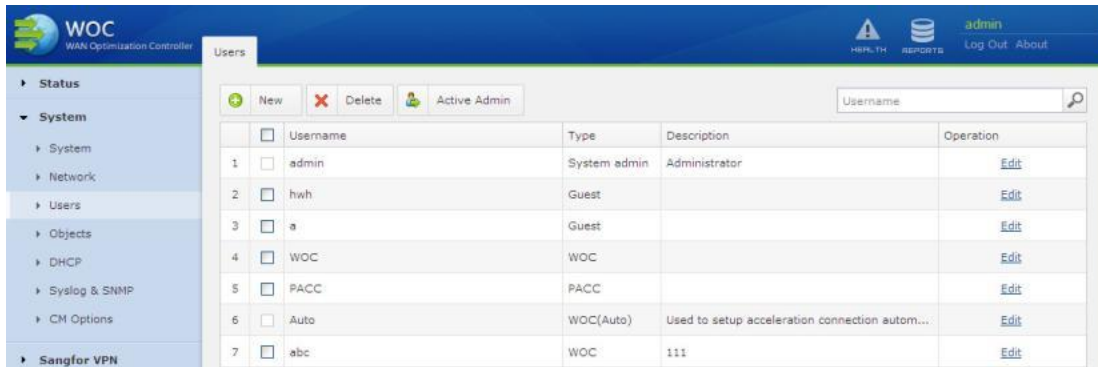 WOC
WAN Optimization Controller
Users
HEALTH
REPORTS
admin
Log Out About
Status
System
System
Network
Users
Objects
DHCP
Syslog & SNMP
CM Options
Sangfor VPN
New Delete Active Admin
Username
Username Type Description Operation
1 admin System admin Administrator Edit
2 hwh Guest Edit
3 a Guest Edit
4 WOC WOC Edit
5 PACC PACC Edit
6 Auto WOC(Auto) Used to setup acceleration connection autom... Edit
7 abc WOC 111 Edit